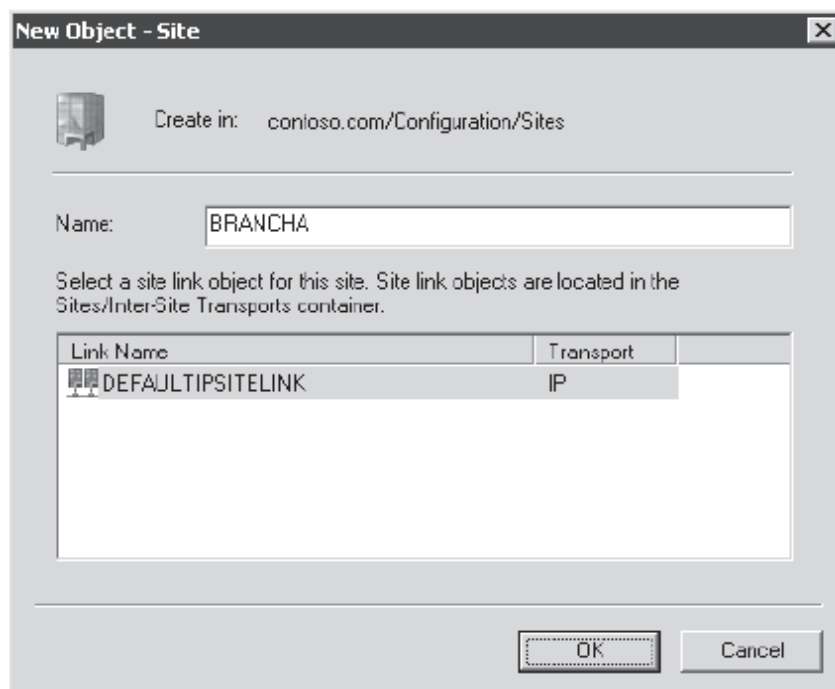 New Object - Site
Create in: contoso.com/Configuration/Sites
Name: BRANCHA
Select a site link object for this site. Site link objects are located in the
Sites/Inter-Site Transports container.
Link Name Transport
DEFAULTIPSITELINK IP
OK Cancel